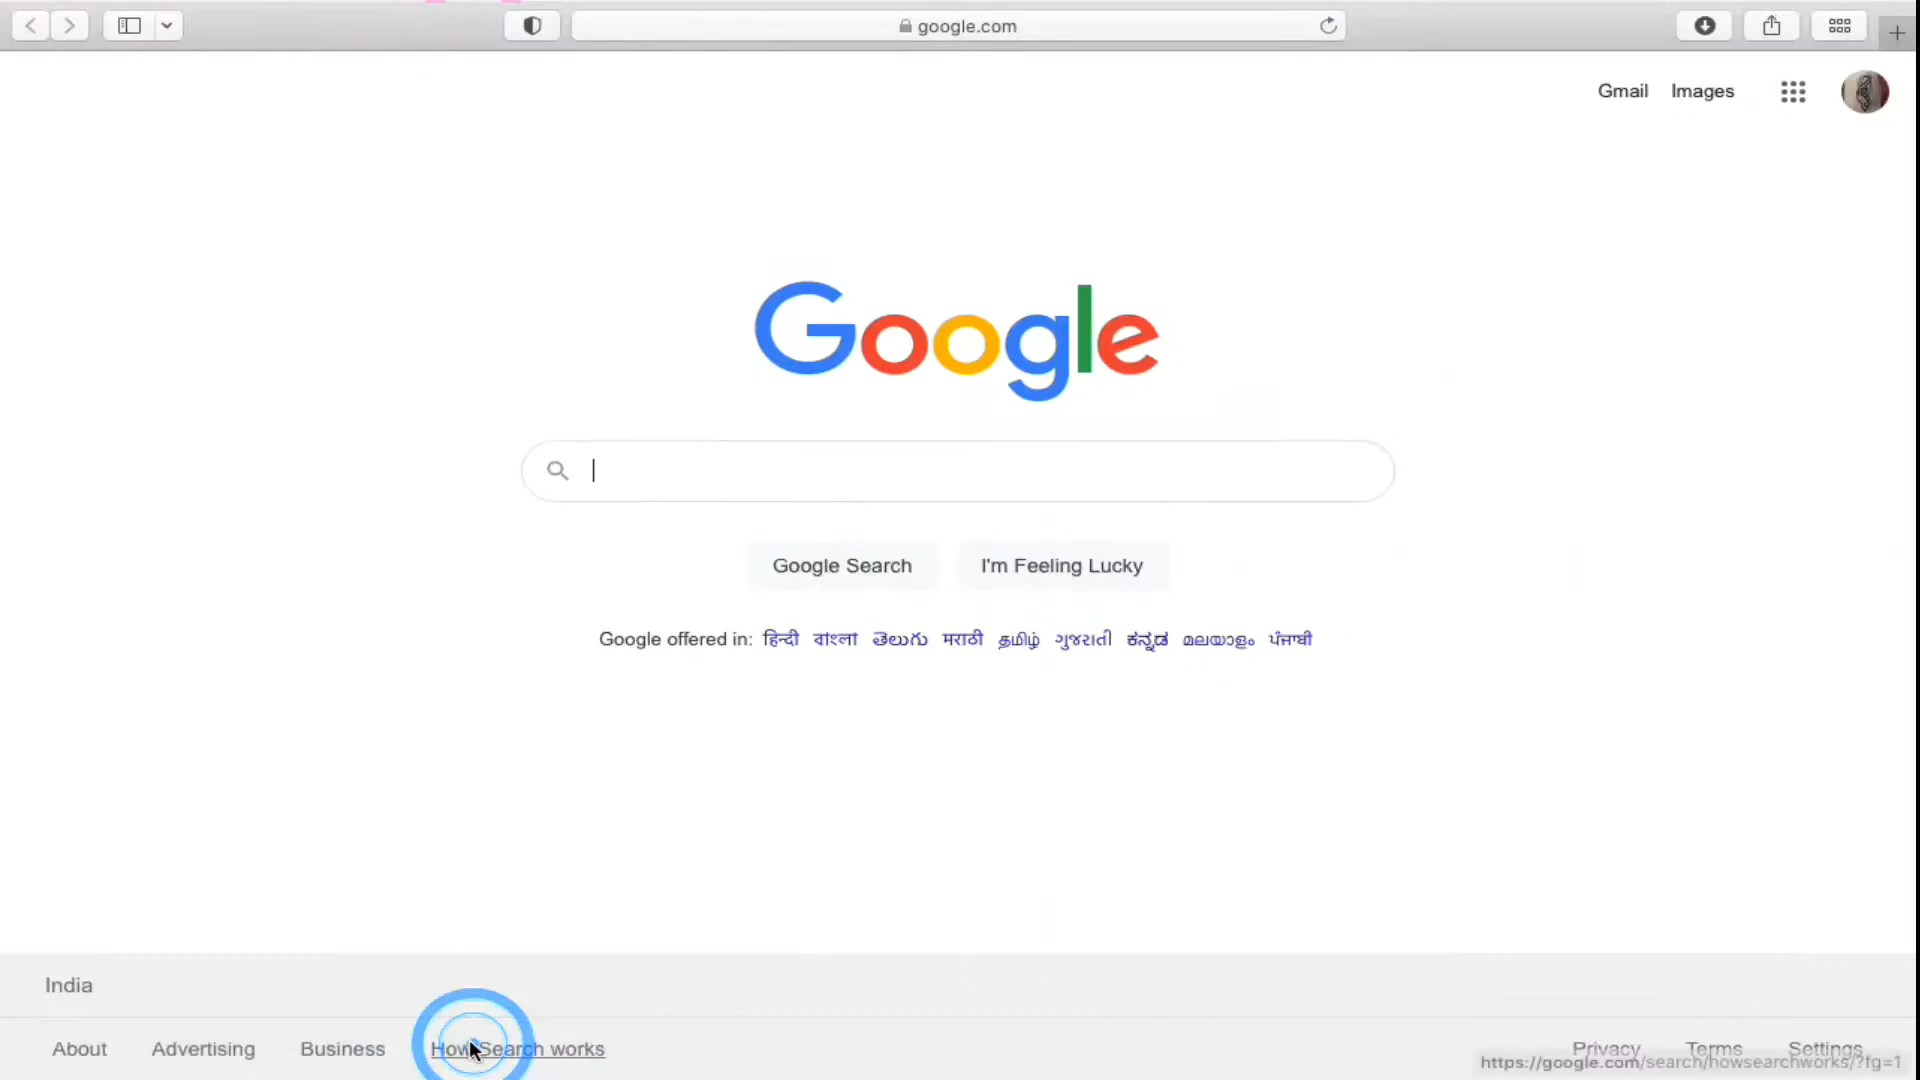 google.com
Gmail Images
Google
Google Search I'm Feeling Lucky
Google offered in: हिन्दी বাংলা తెలుగు मराठी தமிழ் ગુજરાતી ಕನ್ನಡ മലയാളം ਪੰਜਾਬੀ
India
About Advertising Business How Search works Privacy Terms Settings
https://google.com/search/howsearchworks/?fg=1